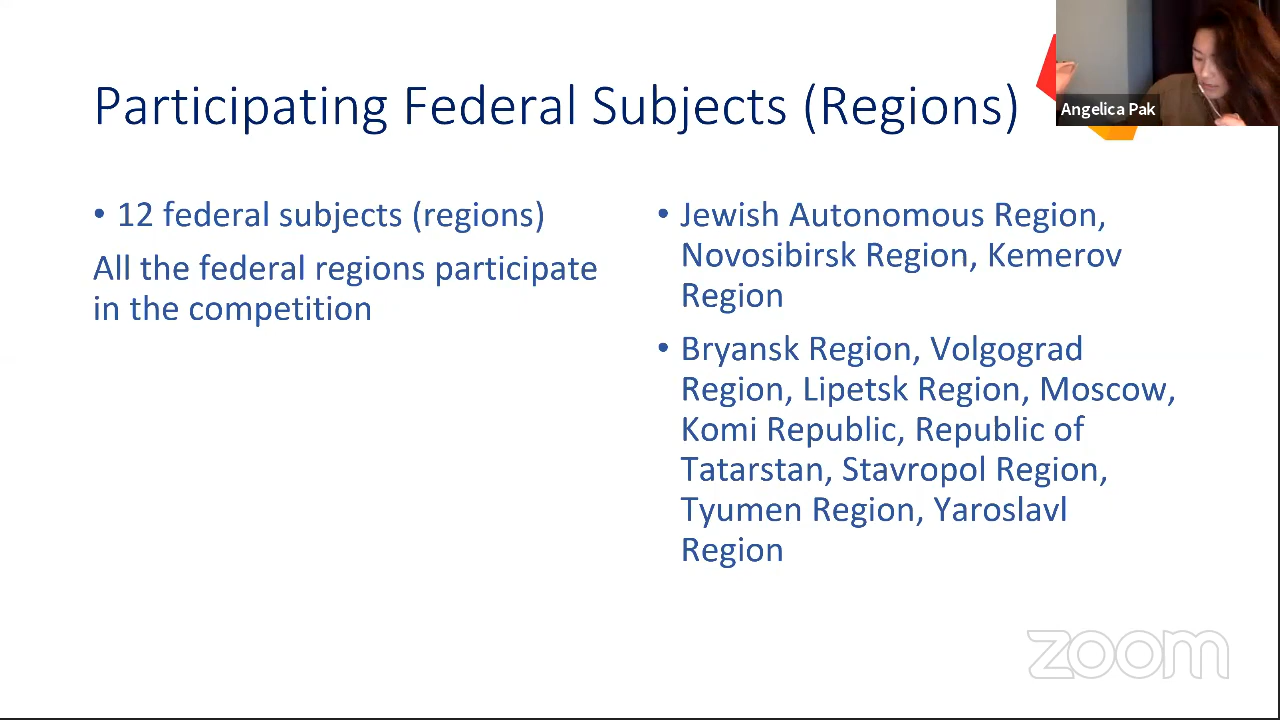 Participating Federal Subjects (Regions)
Angelica Pak
• 12 federal subjects (regions)
All the federal regions participate
in the competition
• Jewish Autonomous Region,
Novosibirsk Region, Kemerov
Region
• Bryansk Region, Volgograd
Region, Lipetsk Region, Moscow,
Komi Republic, Republic of
Tatarstan, Stavropol Region,
Tyumen Region, Yaroslavl
Region
zoom